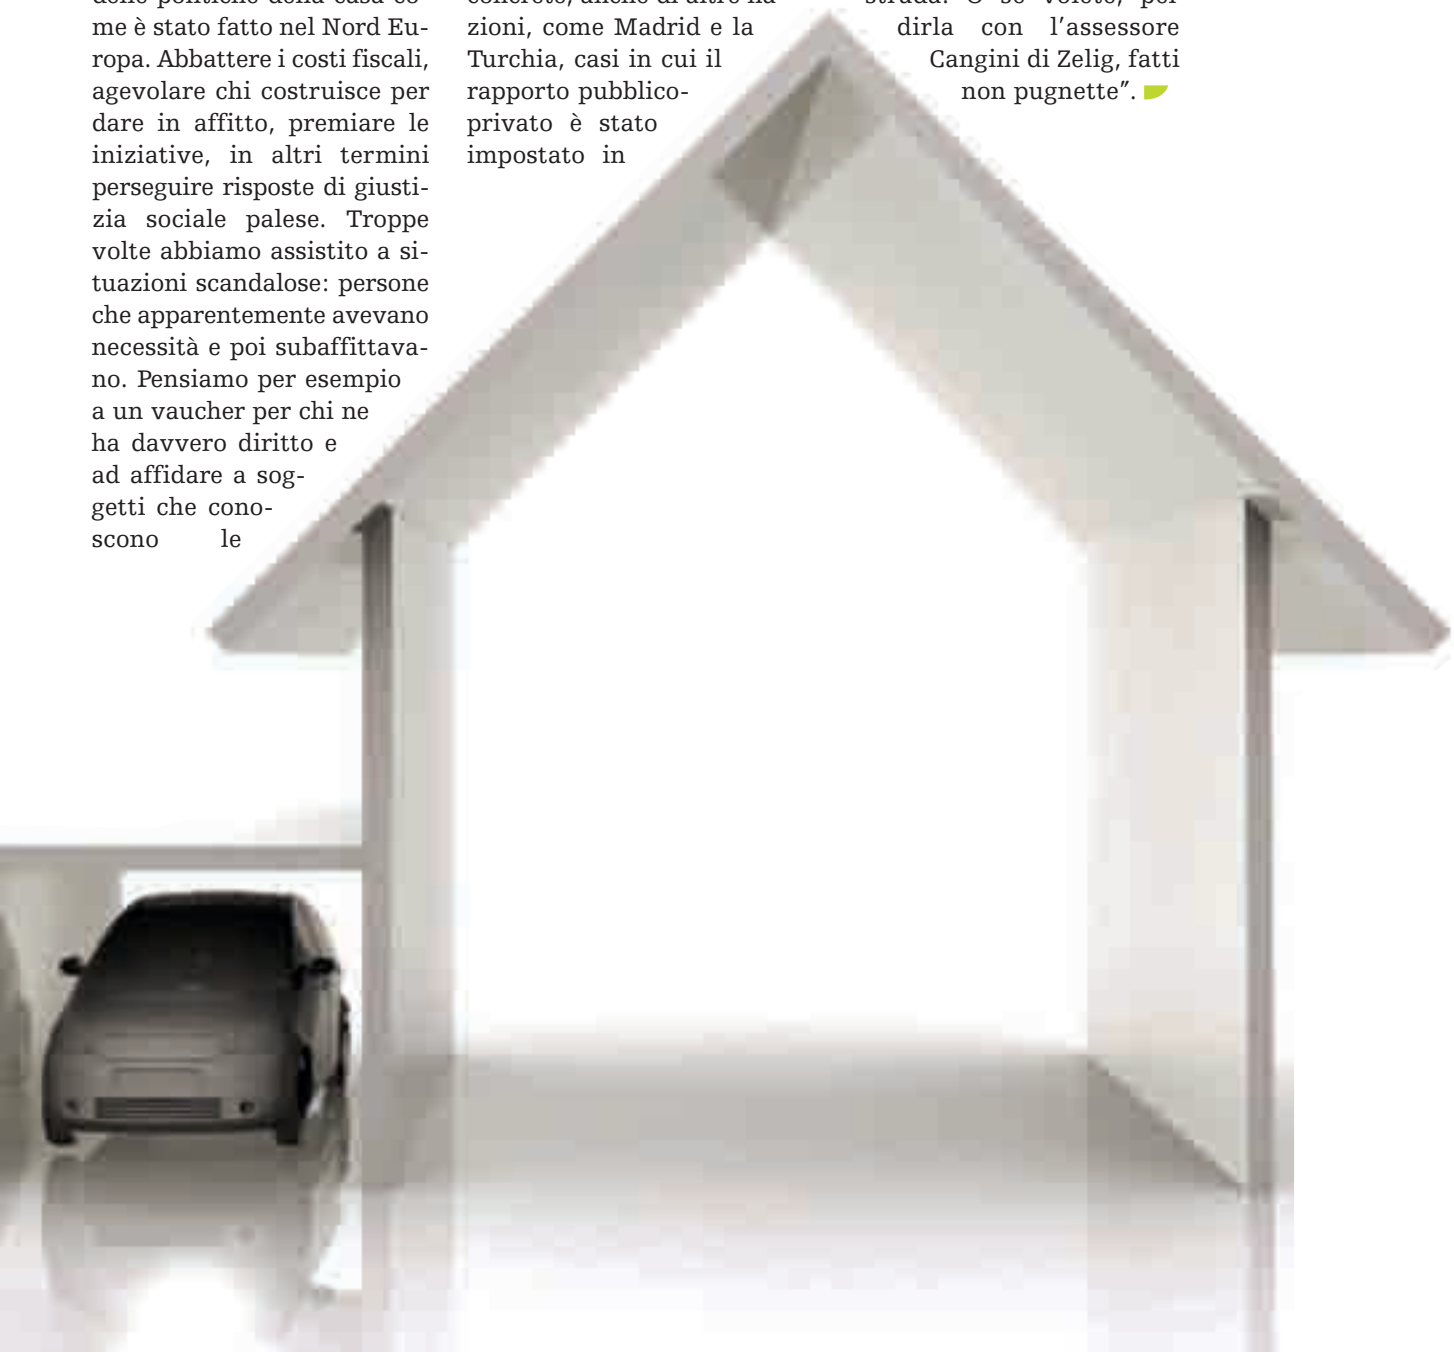 me è stato fatto nel Nord Eu-
ropa. Abbattere i costi fiscali,
agevolare chi costruisce per
dare in affitto, premiare le
iniziative, in altri termini
perseguire risposte di giusti-
zia sociale palese. Troppe
volte abbiamo assistito a si-
tuazioni scandalose: persone
che apparentemente avevano
necessità e poi subaffittava-
no. Pensiamo per esempio
a un vaucher per chi ne
ha davvero diritto e
ad affidare a sog-
getti che cono-
scono le
zioni, come Madrid e la
Turchia, casi in cui il
rapporto pubblico-
privato è stato
impostato in
dirla con l'assessore
Cangini di Zelig, fatti
non pugnette".